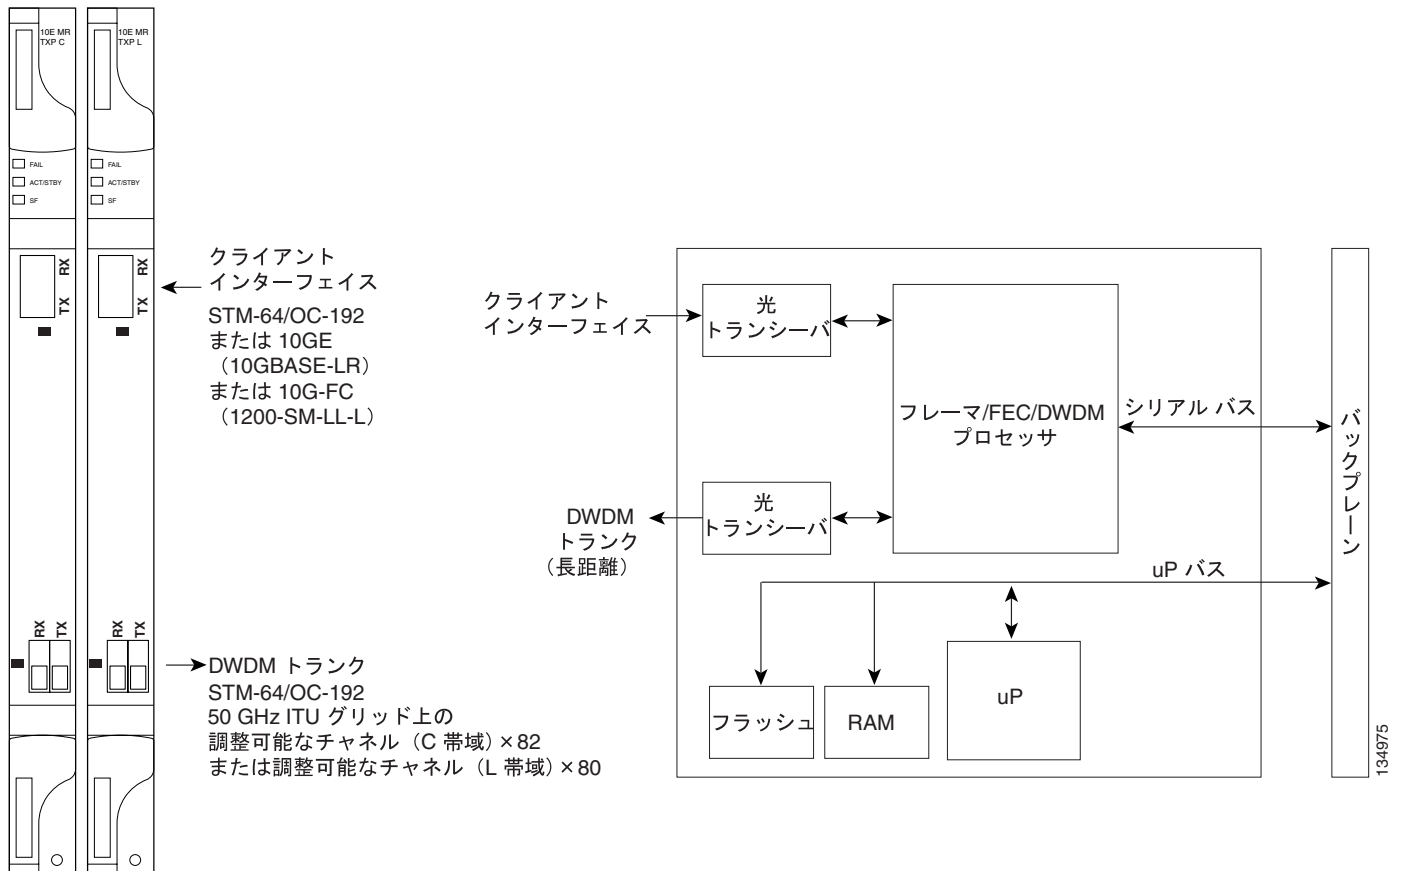 10E MR
TXP C
10E MR
TXP L
FAIL
ACT/STBY
SF
FAIL
ACT/STBY
SF
RX
TX
RX
TX
クライアント
インターフェイス
STM-64/OC-192
または 10GE
（10GBASE-LR）
または 10G-FC
（1200-SM-LL-L）
RX
TX
RX
TX
DWDM トランク
STM-64/OC-192
50 GHz ITU グリッド上の
調整可能なチャネル（C 帯域）×82
または調整可能なチャネル（L 帯域）×80
クライアント
インターフェイス
光
トランシーバ
フレーマ/FEC/DWDM
プロセッサ
シリアル バス
バックプレーン
DWDM
トランク
（長距離）
光
トランシーバ
uP バス
フラッシュ
RAM
uP
134975